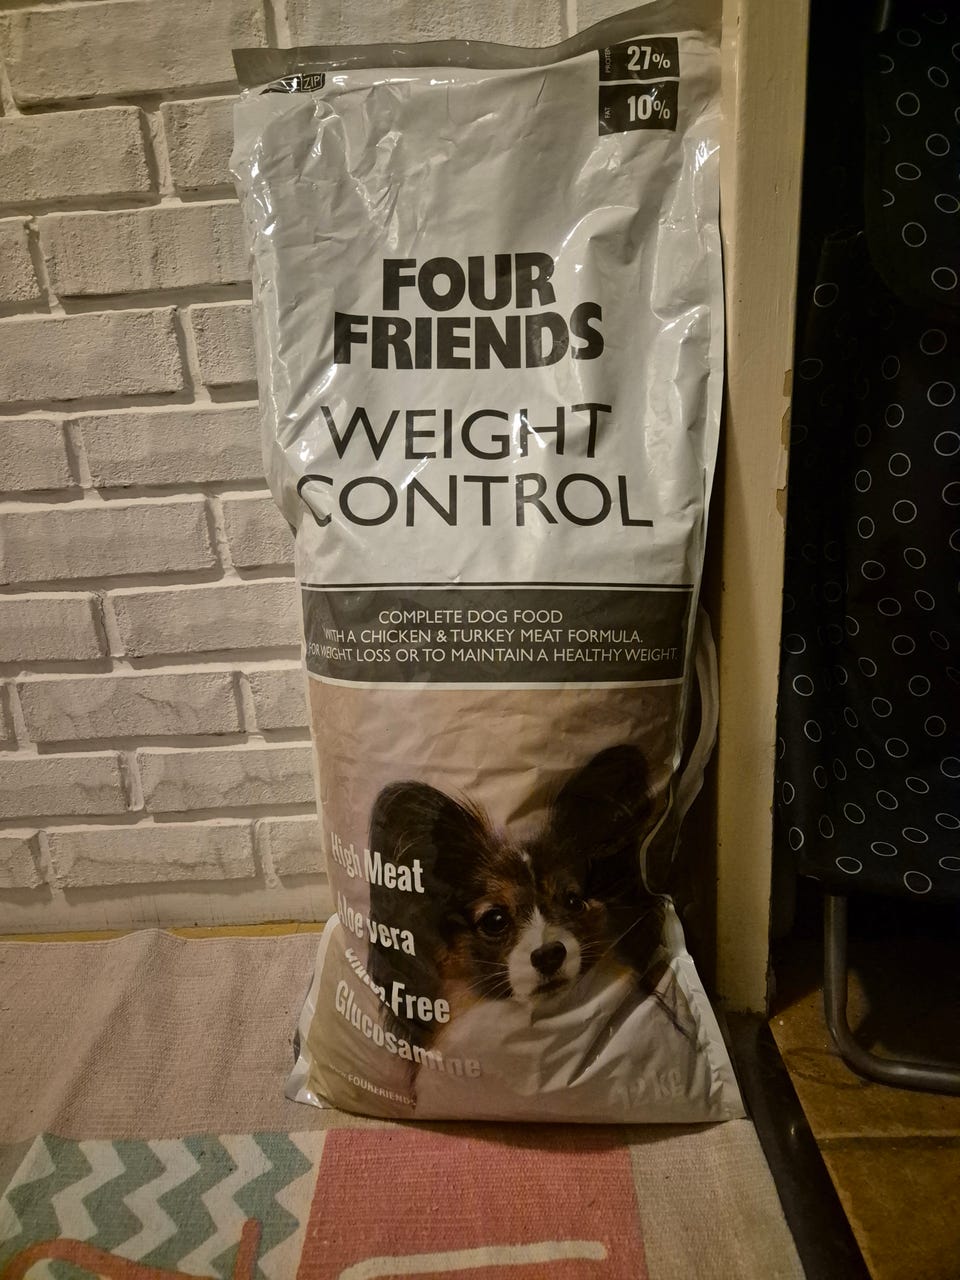 ZIP
PROTEIN 27%
FAT 10%
FOUR
FRIENDS
WEIGHT
CONTROL
COMPLETE DOG FOOD
WITH A CHICKEN & TURKEY MEAT FORMULA.
FOR WEIGHT LOSS OR TO MAINTAIN A HEALTHY WEIGHT.
High Meat
Aloe vera
Free
Glucosamine
FOURFRIENDS
12 kg